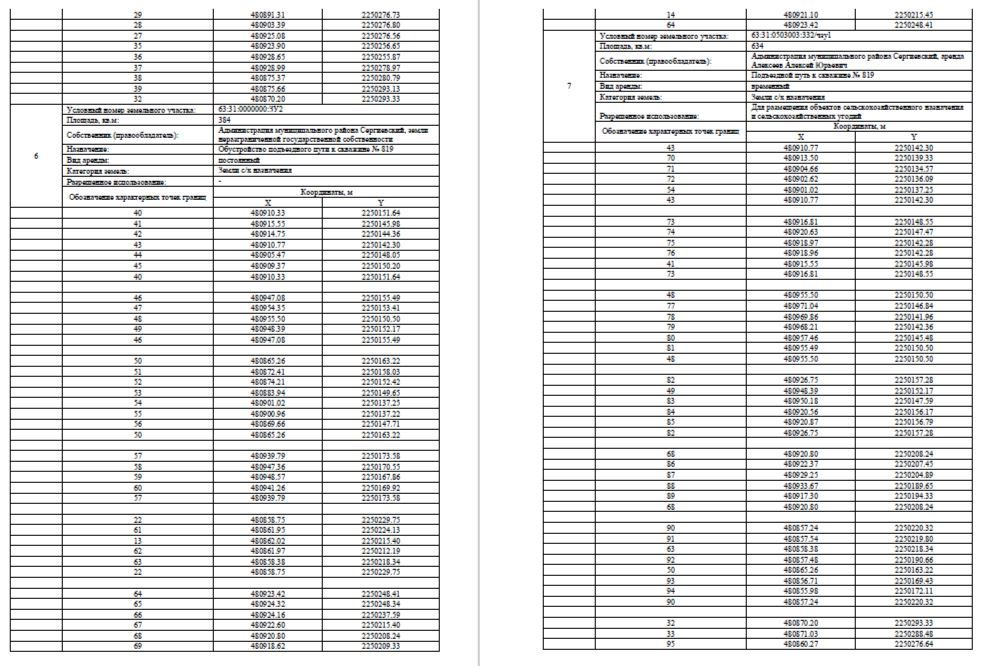 29 480891.31 2250276.73
28 480903.39 2250276.80
27 480925.08 2250276.56
35 480923.90 2250256.65
36 480928.65 2250255.87
37 480928.99 2250278.97
38 480875.37 2250280.79
39 480875.66 2250293.13
32 480870.20 2250293.33
6
Условный номер земельного участка: 63:31:0000000:ЗУ2
Площадь, кв.м: 384
Собственник (правообладатель): Администрация муниципального района Сергиевский, земли
неразграниченной государственной собственности
Назначение: Обустройство подъездного пути к скважине № 819
Вид аренды: постоянный
Категория земель: Земли с/х назначения
Разрешенное использование: -
Обозначение характерных точек границ Координаты, м
X Y
40 480910.33 2250151.64
41 480915.55 2250145.98
42 480914.75 2250144.36
43 480910.77 2250142.30
44 480905.47 2250148.05
45 480909.37 2250150.20
40 480910.33 2250151.64
46 480947.08 2250155.49
47 480954.35 2250153.41
48 480955.50 2250150.50
49 480948.39 2250152.17
46 480947.08 2250155.49
50 480865.26 2250163.22
51 480872.41 2250158.03
52 480874.21 2250152.42
53 480883.94 2250149.65
54 480901.02 2250137.25
55 480900.96 2250137.22
56 480869.66 2250147.71
50 480865.26 2250163.22
57 480939.79 2250173.58
58 480947.36 2250170.55
59 480948.57 2250167.86
60 480941.26 2250169.92
57 480939.79 2250173.58
22 480858.75 2250229.75
61 480861.95 2250224.13
13 480862.02 2250215.40
62 480861.97 2250212.19
63 480858.38 2250218.34
22 480858.75 2250229.75
64 480923.42 2250248.41
65 480924.32 2250248.34
66 480924.16 2250237.59
67 480922.60 2250215.40
68 480920.80 2250208.24
69 480918.62 2250209.33
14 480921.10 2250215.45
64 480923.42 2250248.41
7
Условный номер земельного участка: 63:31:0503003:332/чзу1
Площадь, кв.м: 634
Собственник (правообладатель): Администрация муниципального района Сергиевский, аренда
Алексеев Алексей Юрьевич
Назначение: Подъездной путь к скважине № 819
Вид аренды: временный
Категория земель: Земли с/х назначения
Разрешенное использование: Для размещения объектов сельскохозяйственного назначения
и сельскохозяйственных угодий
Обозначение характерных точек границ Координаты, м
X Y
43 480910.77 2250142.30
70 480913.50 2250139.33
71 480904.66 2250134.57
72 480902.62 2250136.09
54 480901.02 2250137.25
43 480910.77 2250142.30
73 480916.81 2250148.55
74 480920.63 2250147.47
75 480918.97 2250142.28
76 480918.96 2250142.28
41 480915.55 2250145.98
73 480916.81 2250148.55
48 480955.50 2250150.50
77 480971.04 2250146.84
78 480969.86 2250141.96
79 480968.21 2250142.36
80 480957.46 2250145.48
81 480955.49 2250150.50
48 480955.50 2250150.50
82 480926.75 2250157.28
49 480948.39 2250152.17
83 480950.18 2250147.59
84 480920.56 2250156.17
85 480920.87 2250156.79
82 480926.75 2250157.28
68 480920.80 2250208.24
86 480922.37 2250207.45
87 480929.25 2250204.89
88 480933.67 2250189.65
89 480917.30 2250194.33
68 480920.80 2250208.24
90 480857.24 2250220.32
91 480857.54 2250219.80
63 480858.38 2250218.34
92 480857.48 2250190.66
50 480865.26 2250163.22
93 480856.71 2250169.43
94 480855.98 2250172.11
90 480857.24 2250220.32
32 480870.20 2250293.33
33 480871.03 2250288.48
95 480860.27 2250276.64